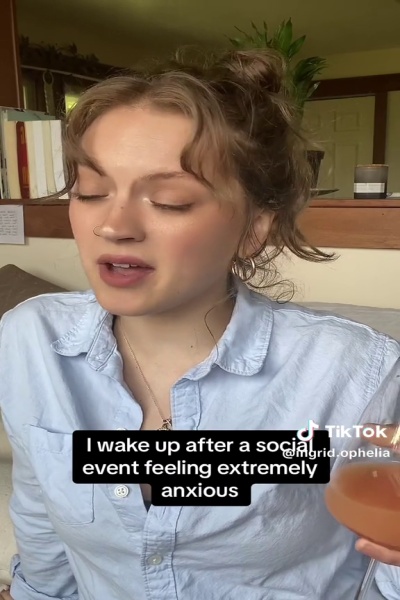 TikTok
@ingrid.ophelia
I wake up after a social
event feeling extremely
anxious